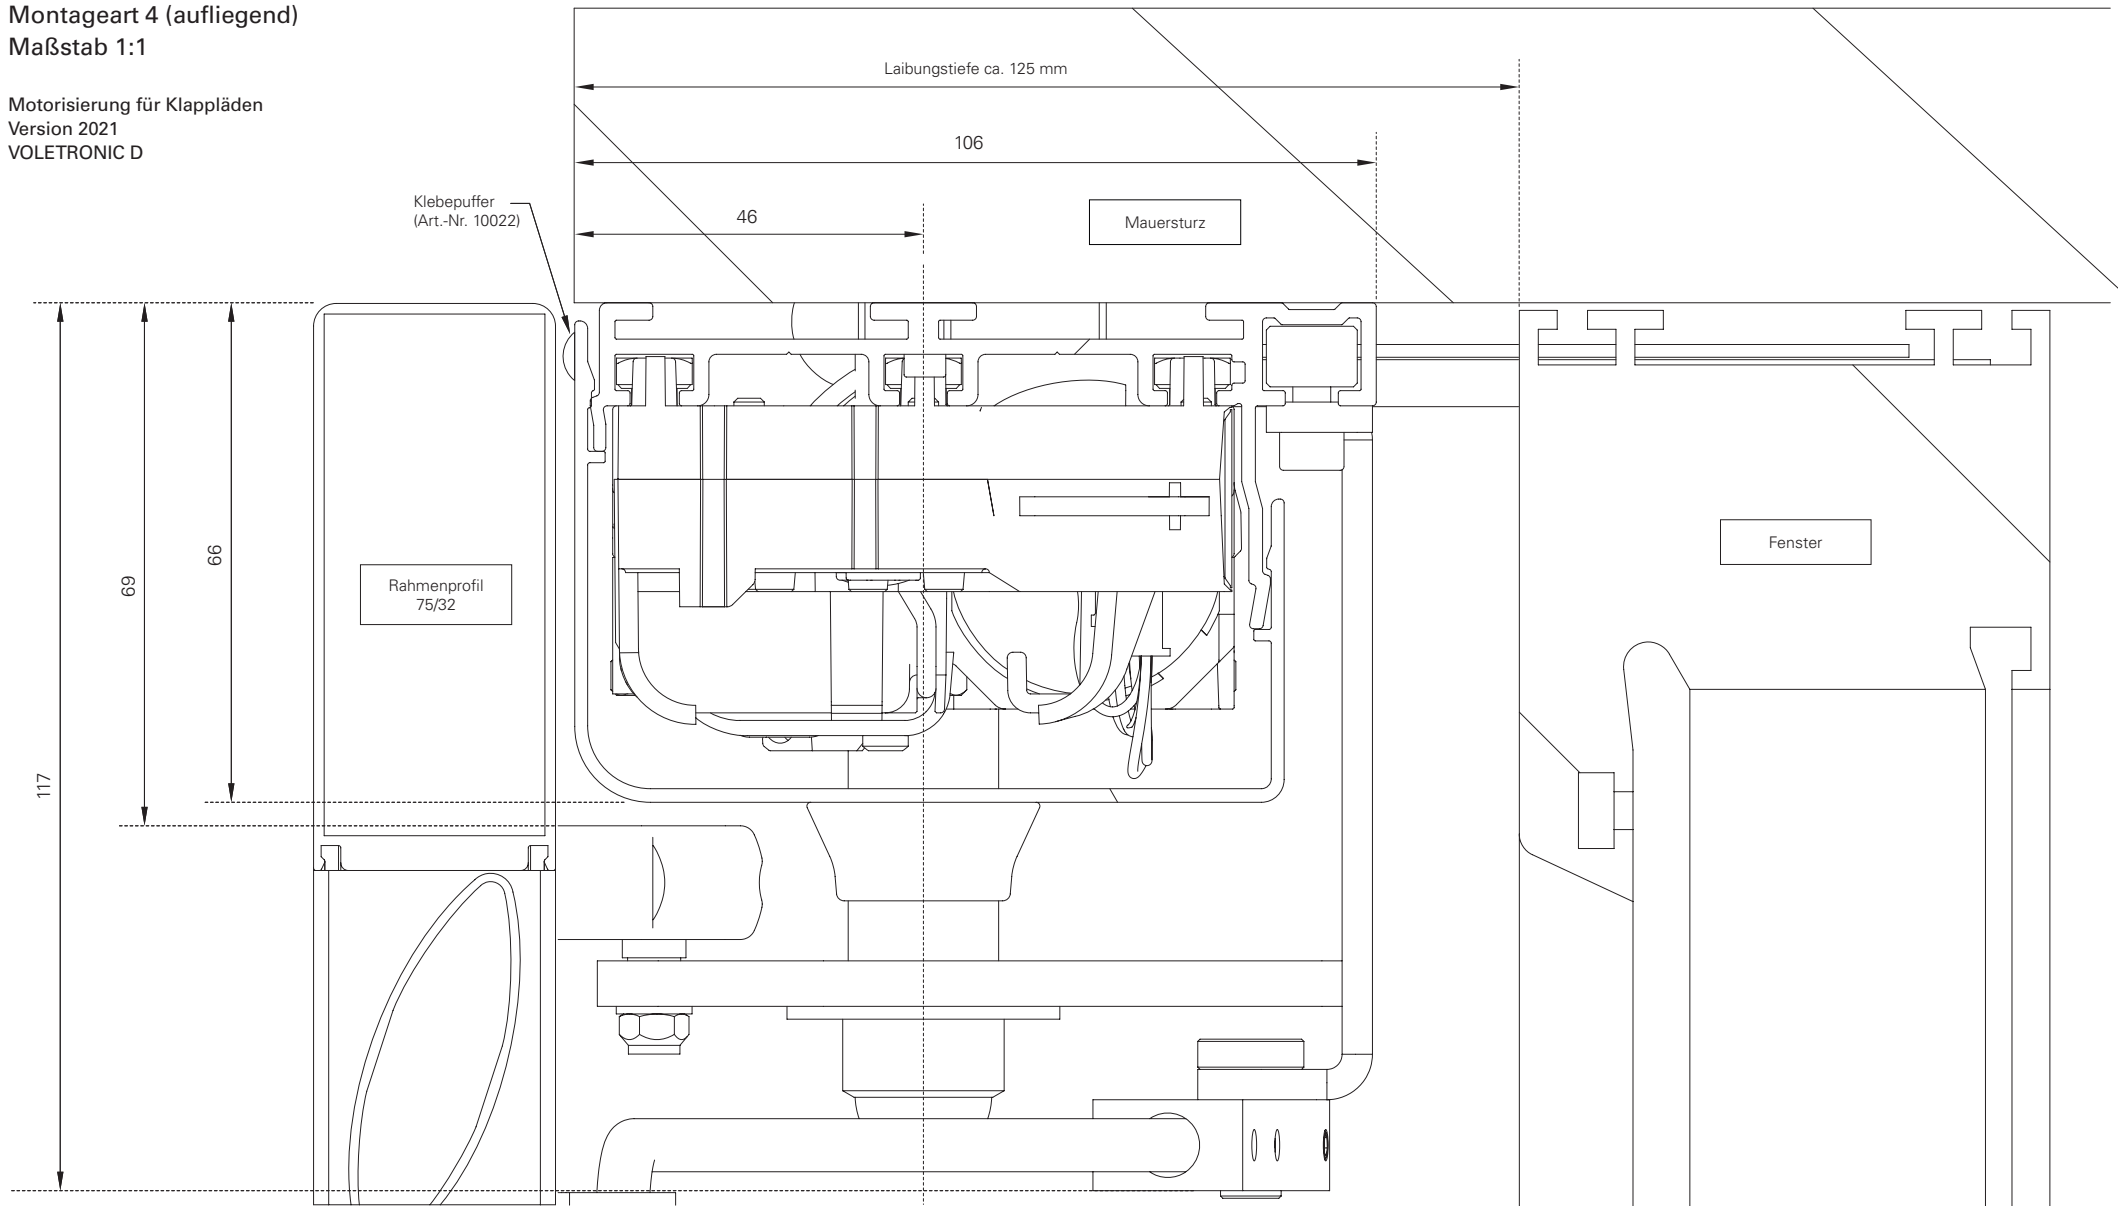 Montageart 4 (aufliegend)
Maßstab 1:1
Motorisierung für Klappläden
Version 2021
VOLETRONIC D
Laibungstiefe ca. 125 mm
106
Klebepuffer
(Art.-Nr. 10022)
46
Mauersturz
66
69
117
Rahmenprofil
75/32
Fenster